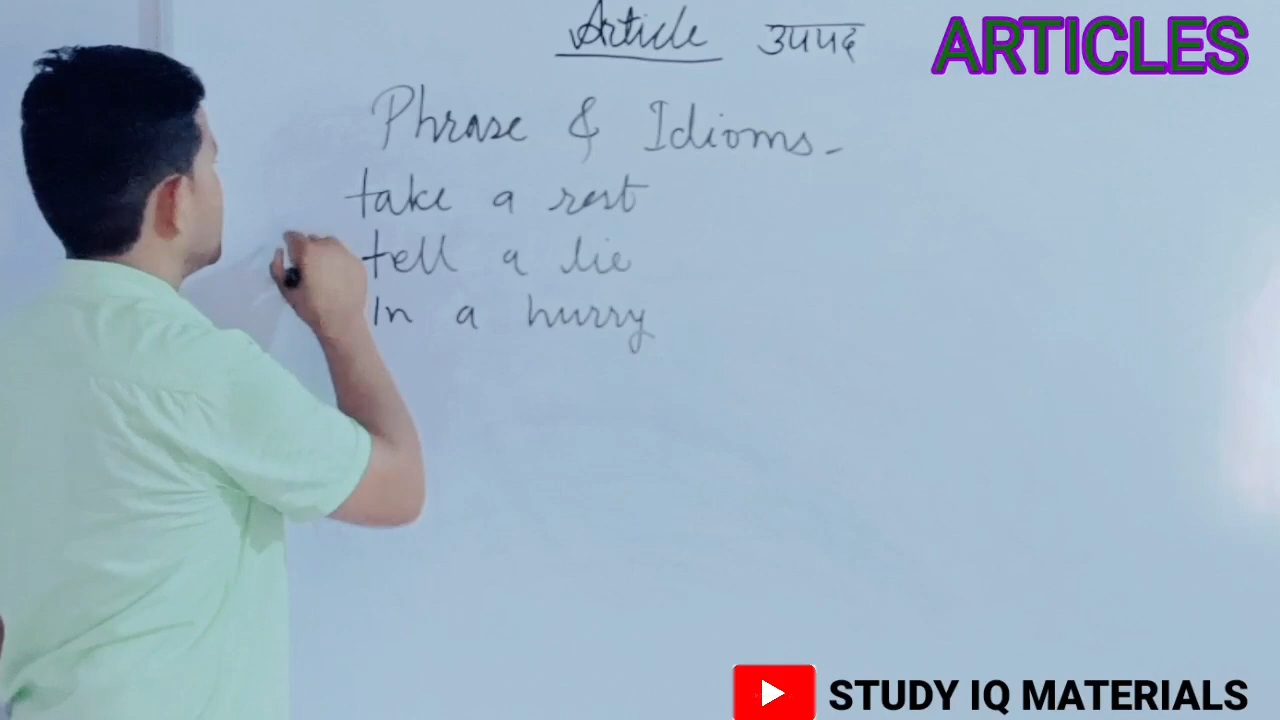 Article उपपद
ARTICLES
Phrase & Idioms -
take a rest
tell a lie
In a hurry
STUDY IQ MATERIALS